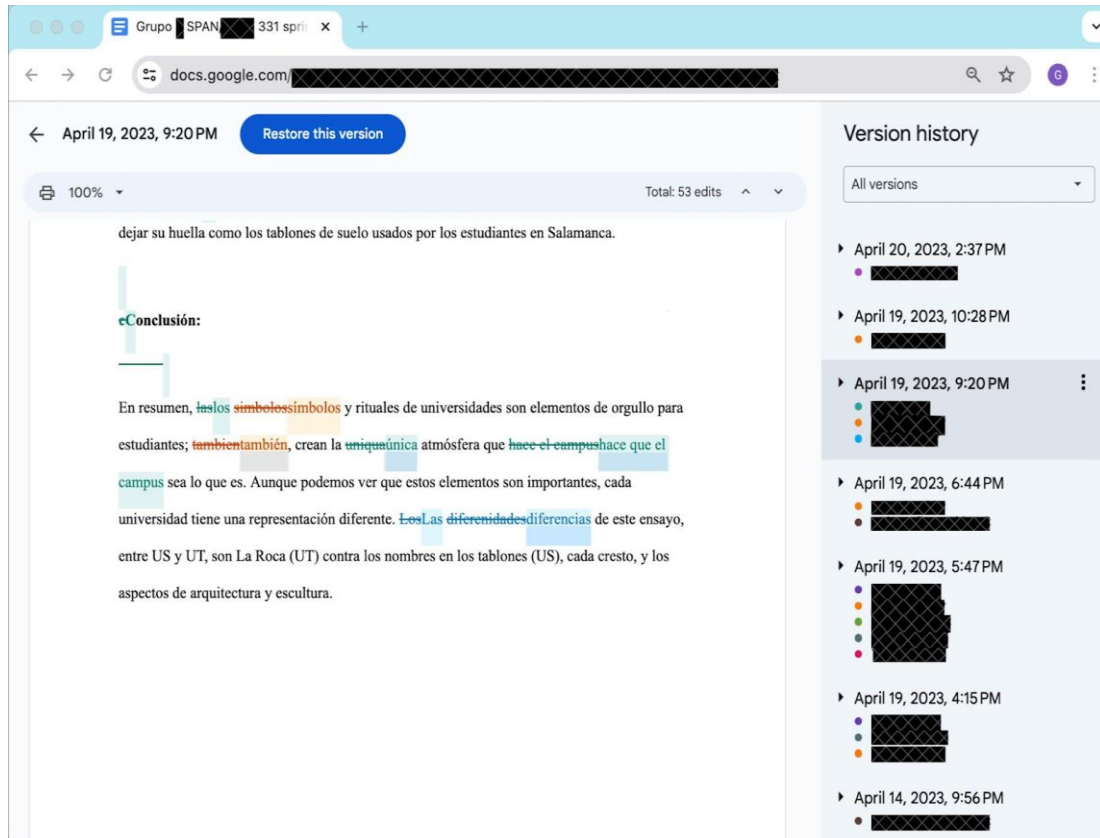 Grupo SPAN 331 spri
docs.google.com/
G
April 19, 2023, 9:20 PM
Restore this version
100%
Total: 53 edits
dejar su huella como los tablones de suelo usados por los estudiantes en Salamanca.
cConclusión:
En resumen, laslos simbolossímbolos y rituales de universidades son elementos de orgullo para
estudiantes; tambientambién, crean la uniquaúnica atmósfera que hace el campushace que el
campus sea lo que es. Aunque podemos ver que estos elementos son importantes, cada
universidad tiene una representación diferente. LosLas diferenidadesdiferencias de este ensayo,
entre US y UT, son La Roca (UT) contra los nombres en los tablones (US), cada cresto, y los
aspectos de arquitectura y escultura.
Version history
All versions
April 20, 2023, 2:37 PM
April 19, 2023, 10:28 PM
April 19, 2023, 9:20 PM
April 19, 2023, 6:44 PM
April 19, 2023, 5:47 PM
April 19, 2023, 4:15 PM
April 14, 2023, 9:56 PM